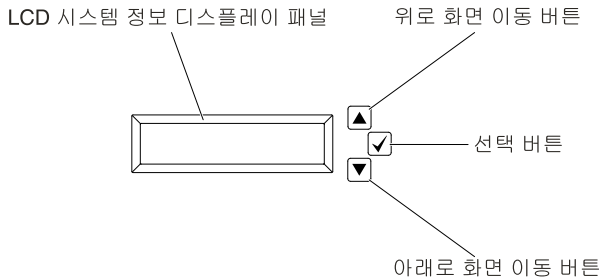 LCD 시스템 정보 디스플레이 패널
위로 화면 이동 버튼
선택 버튼
아래로 화면 이동 버튼